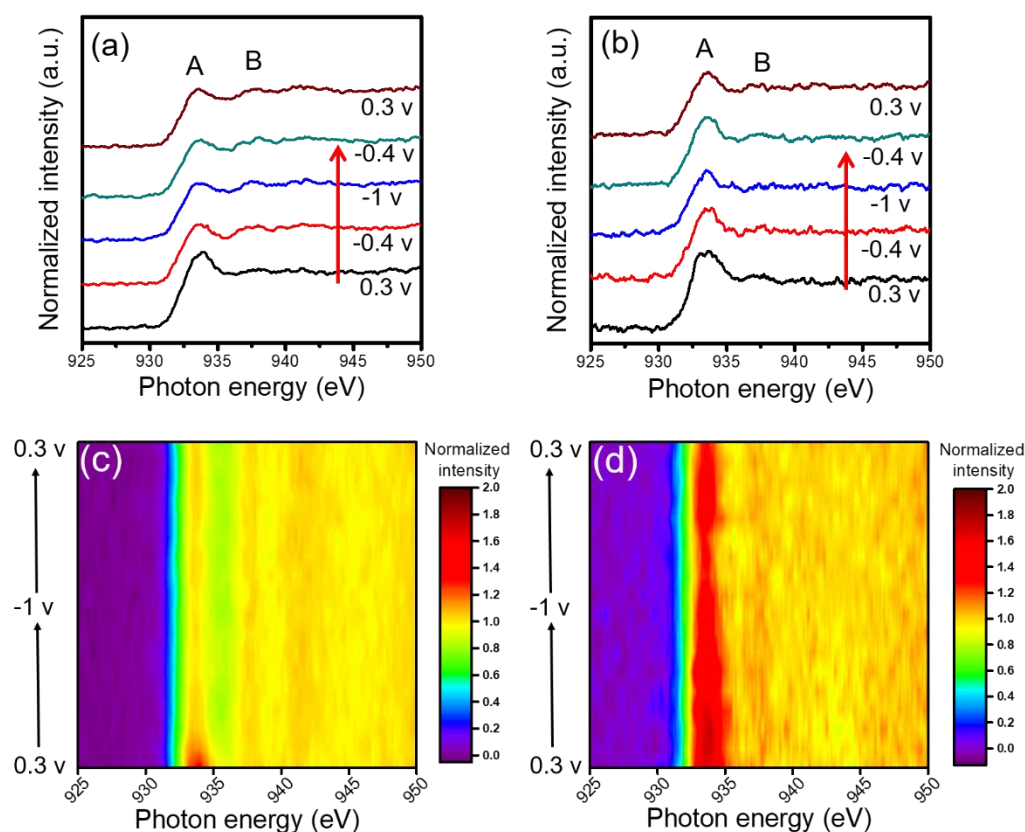 (a)
A
B
0.3 v
-0.4 v
-1 v
-0.4 v
0.3 v
Normalized intensity (a.u.)
925 930 935 940 945 950
Photon energy (eV)
(b)
A
B
0.3 v
-0.4 v
-1 v
-0.4 v
0.3 v
Normalized intensity (a.u.)
925 930 935 940 945 950
Photon energy (eV)
(c)
0.3 v
-1 v
0.3 v
925 930 935 940 945 950
Photon energy (eV)
Normalized
intensity
2.0
1.8
1.6
1.4
1.2
1.0
0.8
0.6
0.4
0.2
0.0
(d)
0.3 v
-1 v
0.3 v
925 930 935 940 945 950
Photon energy (eV)
Normalized
intensity
2.0
1.8
1.6
1.4
1.2
1.0
0.8
0.6
0.4
0.2
0.0